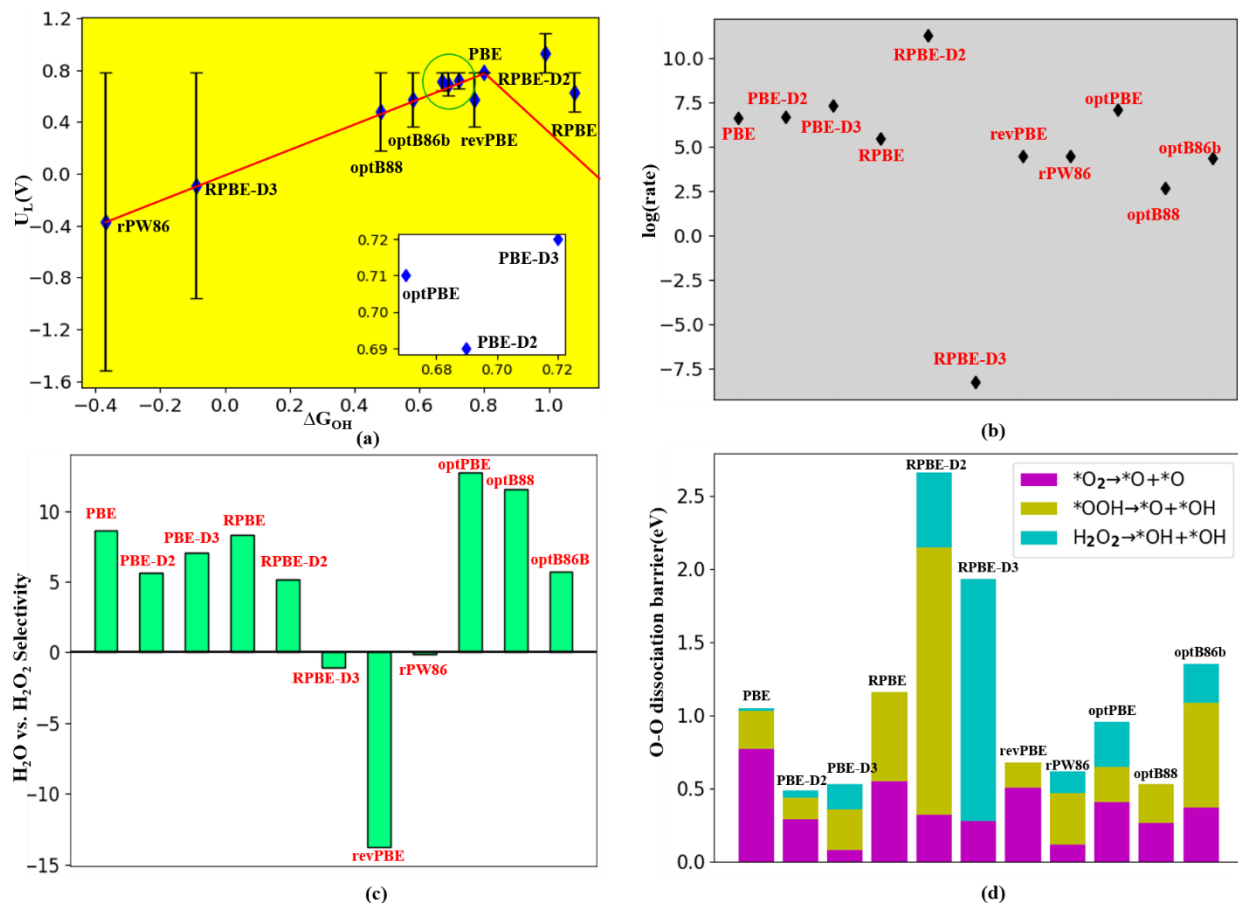 1.2
0.8
0.4
0.0
−0.4
−0.8
−1.2
−1.6
U_L(V)
PBE
RPBE-D2
RPBE
revPBE
optB86b
optB88
RPBE-D3
rPW86
0.72
0.71
0.70
0.69
PBE-D3
optPBE
PBE-D2
0.68 0.70 0.72
−0.4 −0.2 0.0 0.2 0.4 0.6 0.8 1.0
ΔG_OH
(a)
10.0
7.5
5.0
2.5
0.0
−2.5
−5.0
−7.5
log(rate)
RPBE-D2
PBE-D2
PBE
PBE-D3
RPBE
optPBE
revPBE
rPW86
optB86b
optB88
RPBE-D3
(b)
10
5
0
−5
−10
−15
H₂O vs. H₂O₂ Selectivity
PBE
PBE-D2
PBE-D3
RPBE
RPBE-D2
RPBE-D3
revPBE
rPW86
optPBE
optB88
optB86B
(c)
2.5
2.0
1.5
1.0
0.5
0.0
O-O dissociation barrier(eV)
*O₂→*O+*O
*OOH→*O+*OH
H₂O₂→*OH+*OH
PBE
PBE-D2
PBE-D3
RPBE
RPBE-D2
RPBE-D3
revPBE
rPW86
optPBE
optB88
optB86b
(d)